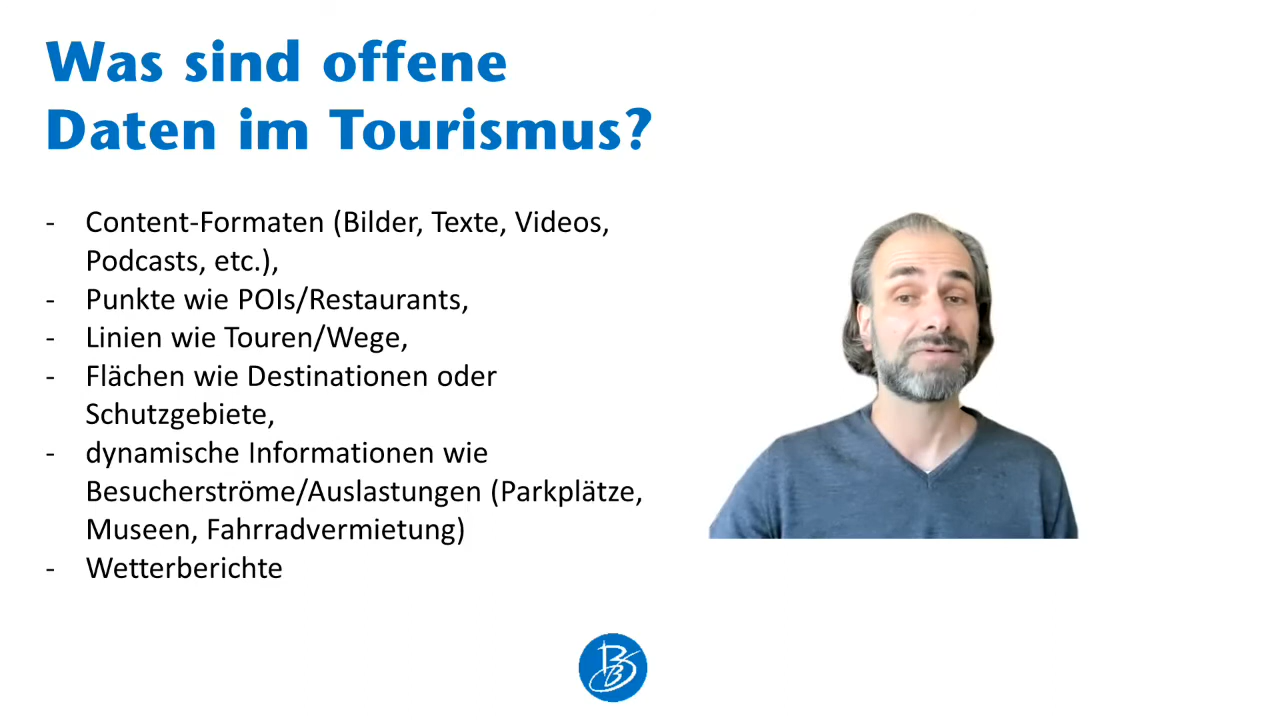 Was sind offene
Daten im Tourismus?
- Content-Formaten (Bilder, Texte, Videos,
Podcasts, etc.),
- Punkte wie POIs/Restaurants,
- Linien wie Touren/Wege,
- Flächen wie Destinationen oder
Schutzgebiete,
- dynamische Informationen wie
Besucherströme/Auslastungen (Parkplätze,
Museen, Fahrradvermietung)
- Wetterberichte